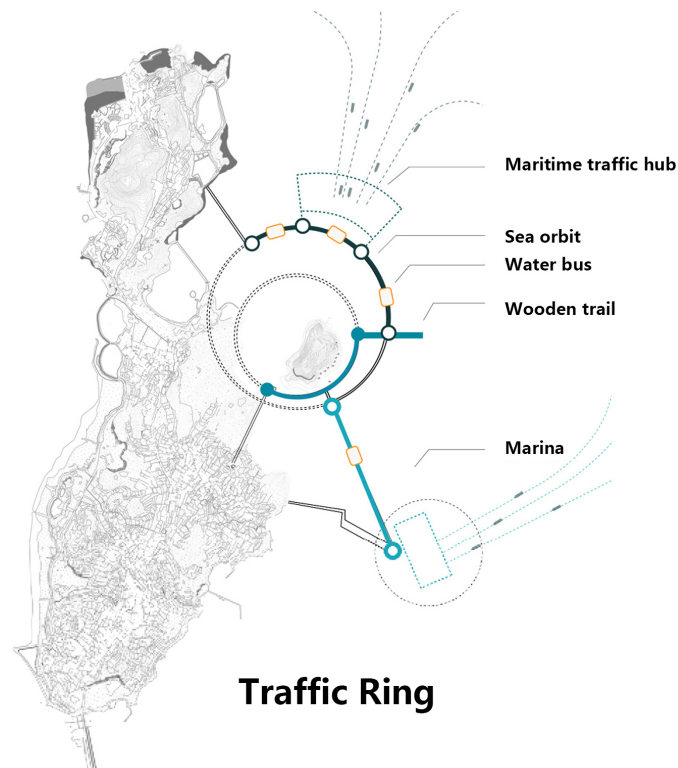 Maritime traffic hub
Sea orbit
Water bus
Wooden trail
Marina
Traffic Ring